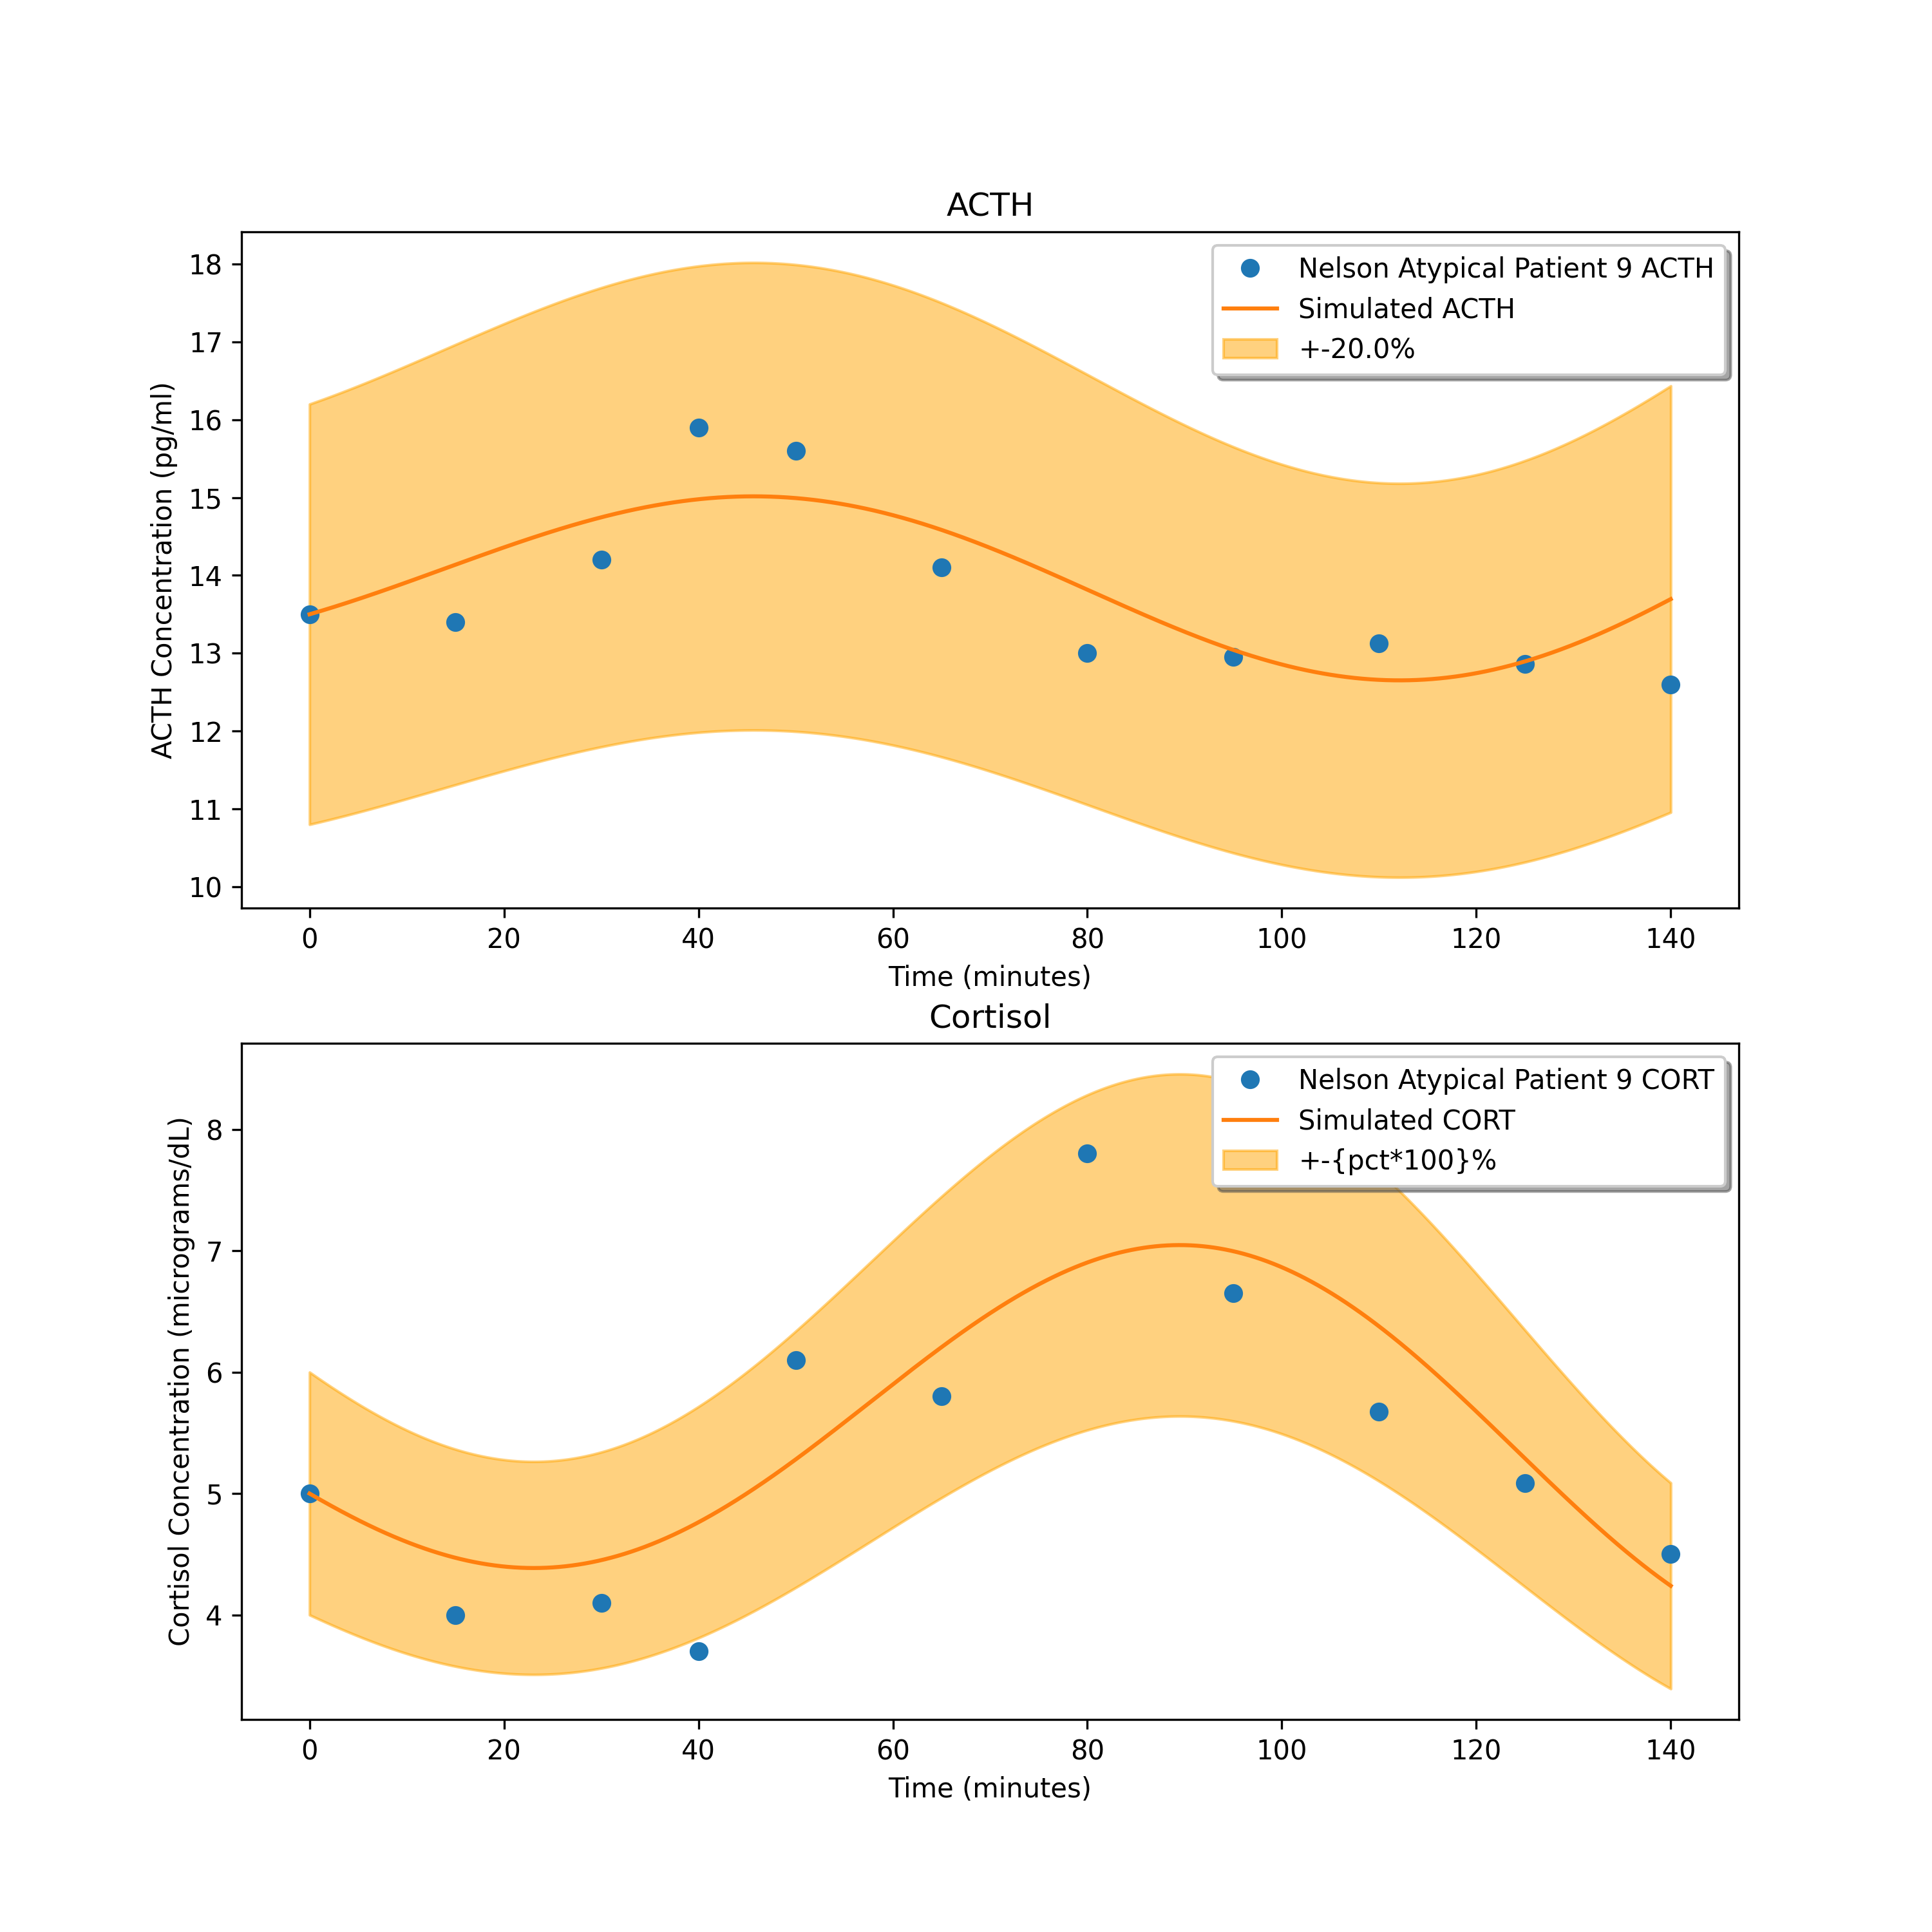 ACTH
Nelson Atypical Patient 9 ACTH
Simulated ACTH
+-20.0%
ACTH Concentration (pg/ml)
18
17
16
15
14
13
12
11
10
0 20 40 60 80 100 120 140
Time (minutes)
Cortisol
Nelson Atypical Patient 9 CORT
Simulated CORT
+-{pct*100}%
Cortisol Concentration (micrograms/dL)
8
7
6
5
4
0 20 40 60 80 100 120 140
Time (minutes)